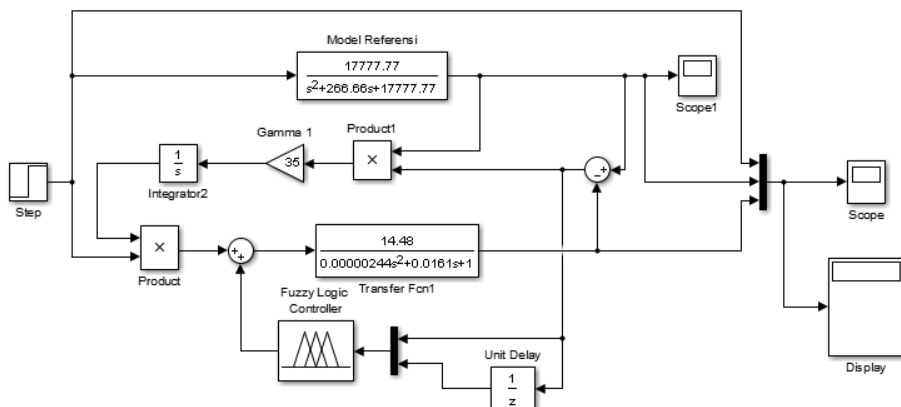 Model Referensi
17777.77
s²+266.66s+17777.77
Scope1
Gamma 1
Product1
1
s
35
×
Integrator2
− +
Step
Scope
×
+ +
14.48
0.00000244s²+0.0161s+1
Product
Transfer Fcn1
Fuzzy Logic
Controller
Unit Delay
1
z
Display